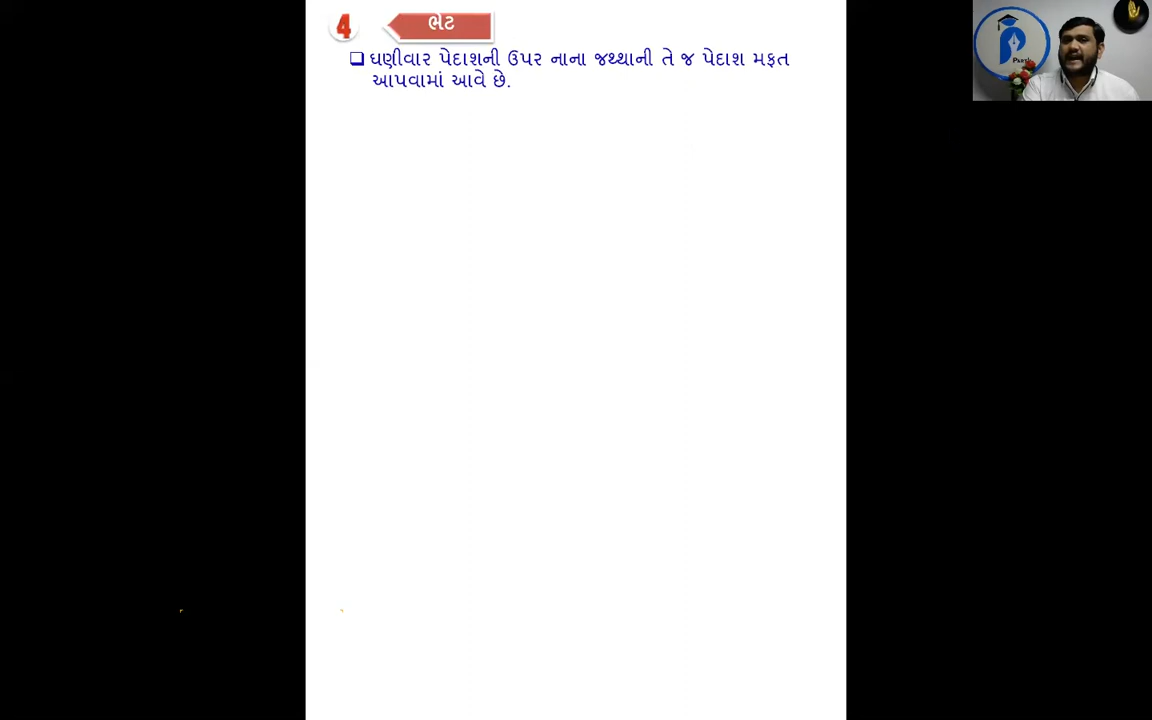 4
ભેટ
ઘણીવાર પેદાશની ઉપર નાના જથ્થાની તે જ પેદાશ મફત
આપવામાં આવે છે.